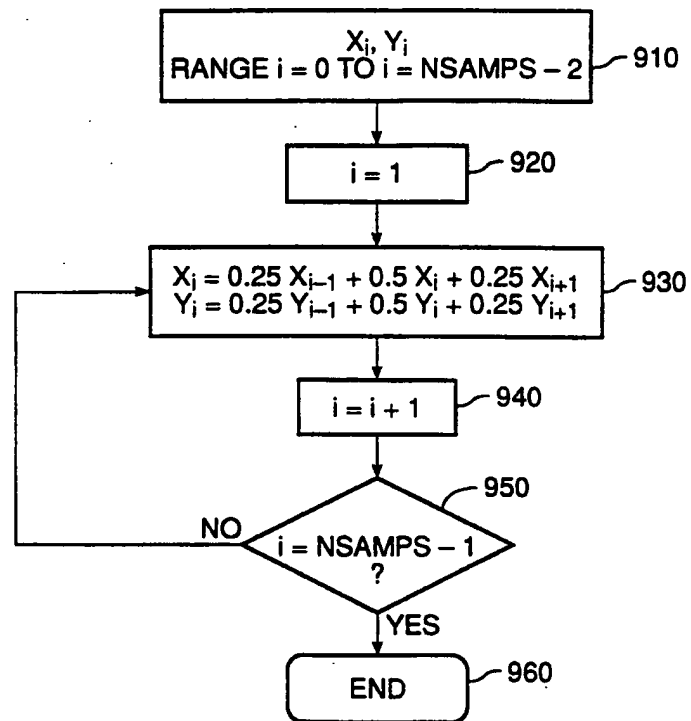 Xi, Yi
RANGE i = 0 TO i = NSAMPS – 2
910
i = 1
920
Xi = 0.25 Xi–1 + 0.5 Xi + 0.25 Xi+1
Yi = 0.25 Yi–1 + 0.5 Yi + 0.25 Yi+1
930
i = i + 1
940
950
NO
i = NSAMPS – 1
?
YES
END
960